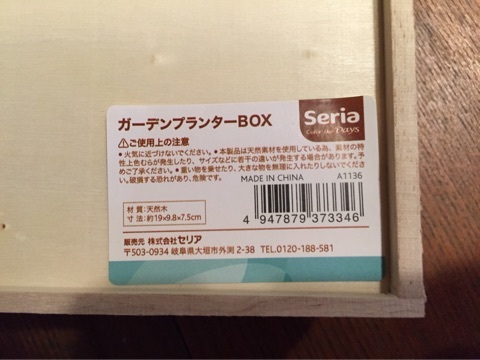 ガーデンプランターBOX
Seria
Color the Days
⚠ご使用上の注意
●火気に近づけないでください。●本製品は天然素材を使用している為、素材の特
性上色むらが発生したり、サイズなどに若干の違いが発生する場合があります。予
めご了承ください。●重い物を乗せたり、大きな物を無理に入れたりしないでくださ
い。破損する恐れがあり、危険です。
MADE IN CHINA A1136
材質:天然木
寸法:約19×9.8×7.5cm
4 947879 373346
販売元 株式会社セリア
〒503-0934 岐阜県大垣市外渕 2-38 TEL.0120-188-581